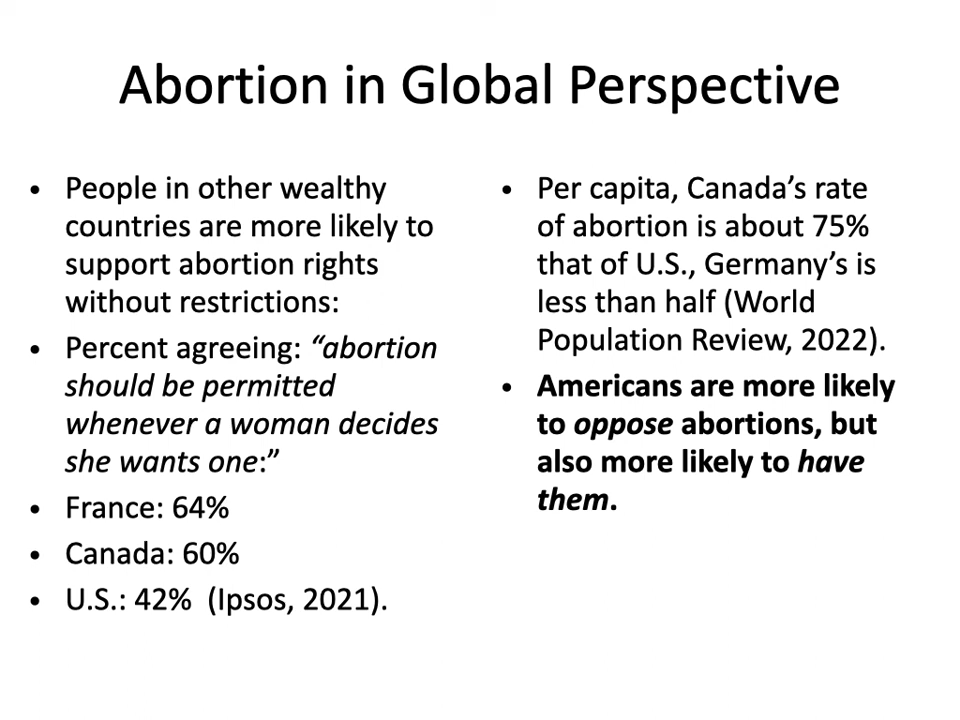 Abortion in Global Perspective
• People in other wealthy
countries are more likely to
support abortion rights
without restrictions:
• Percent agreeing: “abortion
should be permitted
whenever a woman decides
she wants one:”
• France: 64%
• Canada: 60%
• U.S.: 42%  (Ipsos, 2021).
• Per capita, Canada’s rate
of abortion is about 75%
that of U.S., Germany’s is
less than half (World
Population Review, 2022).
• Americans are more likely
to oppose abortions, but
also more likely to have
them.